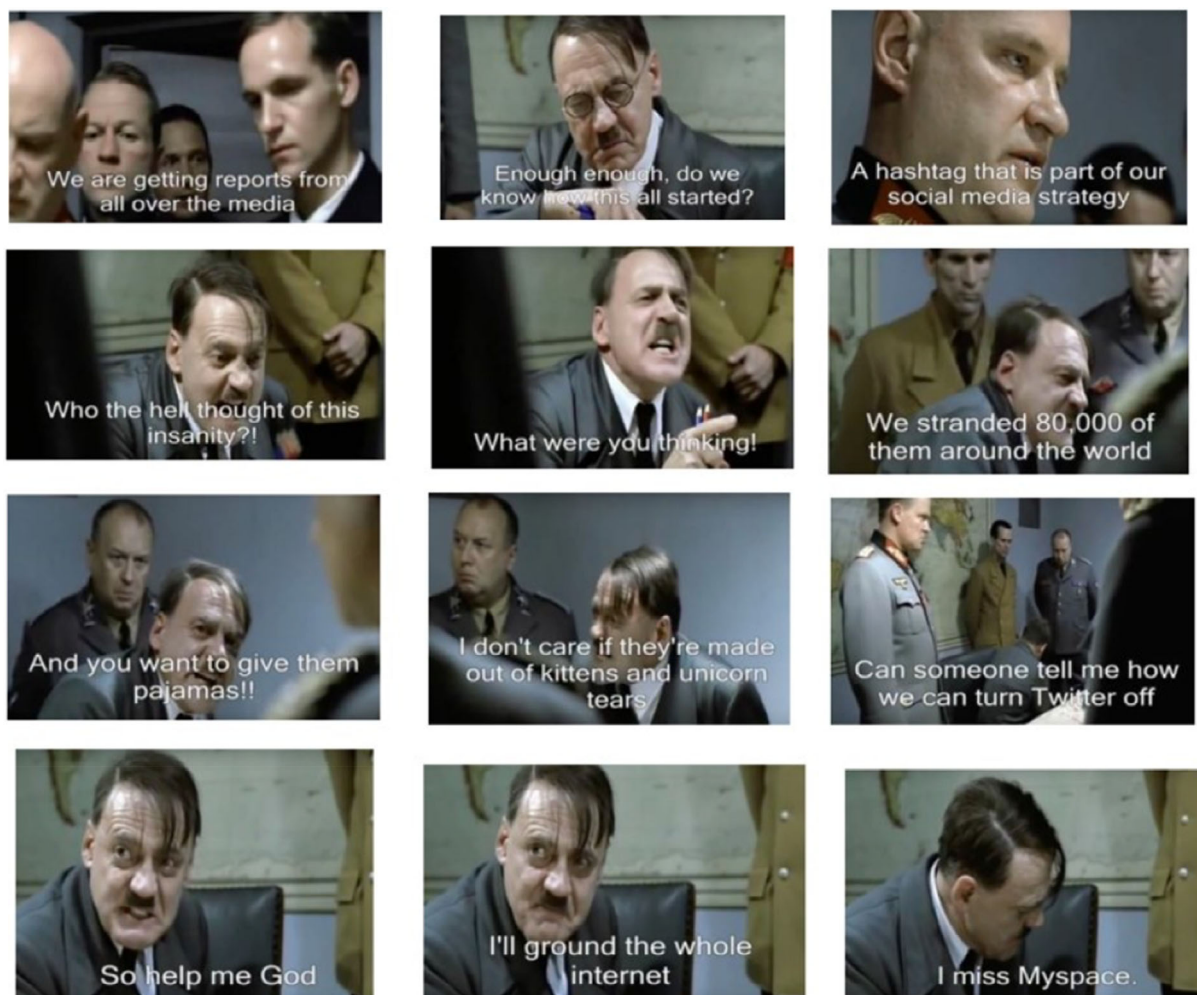 We are getting reports from
all over the media
Enough enough, do we
know how this all started?
A hashtag that is part of our
social media strategy
Who the hell thought of this
insanity?!
What were you thinking!
We stranded 80,000 of
them around the world
And you want to give them
pajamas!!
I don't care if they're made
out of kittens and unicorn
tears
Can someone tell me how
we can turn Twitter off
So help me God
I'll ground the whole
internet
I miss Myspace.